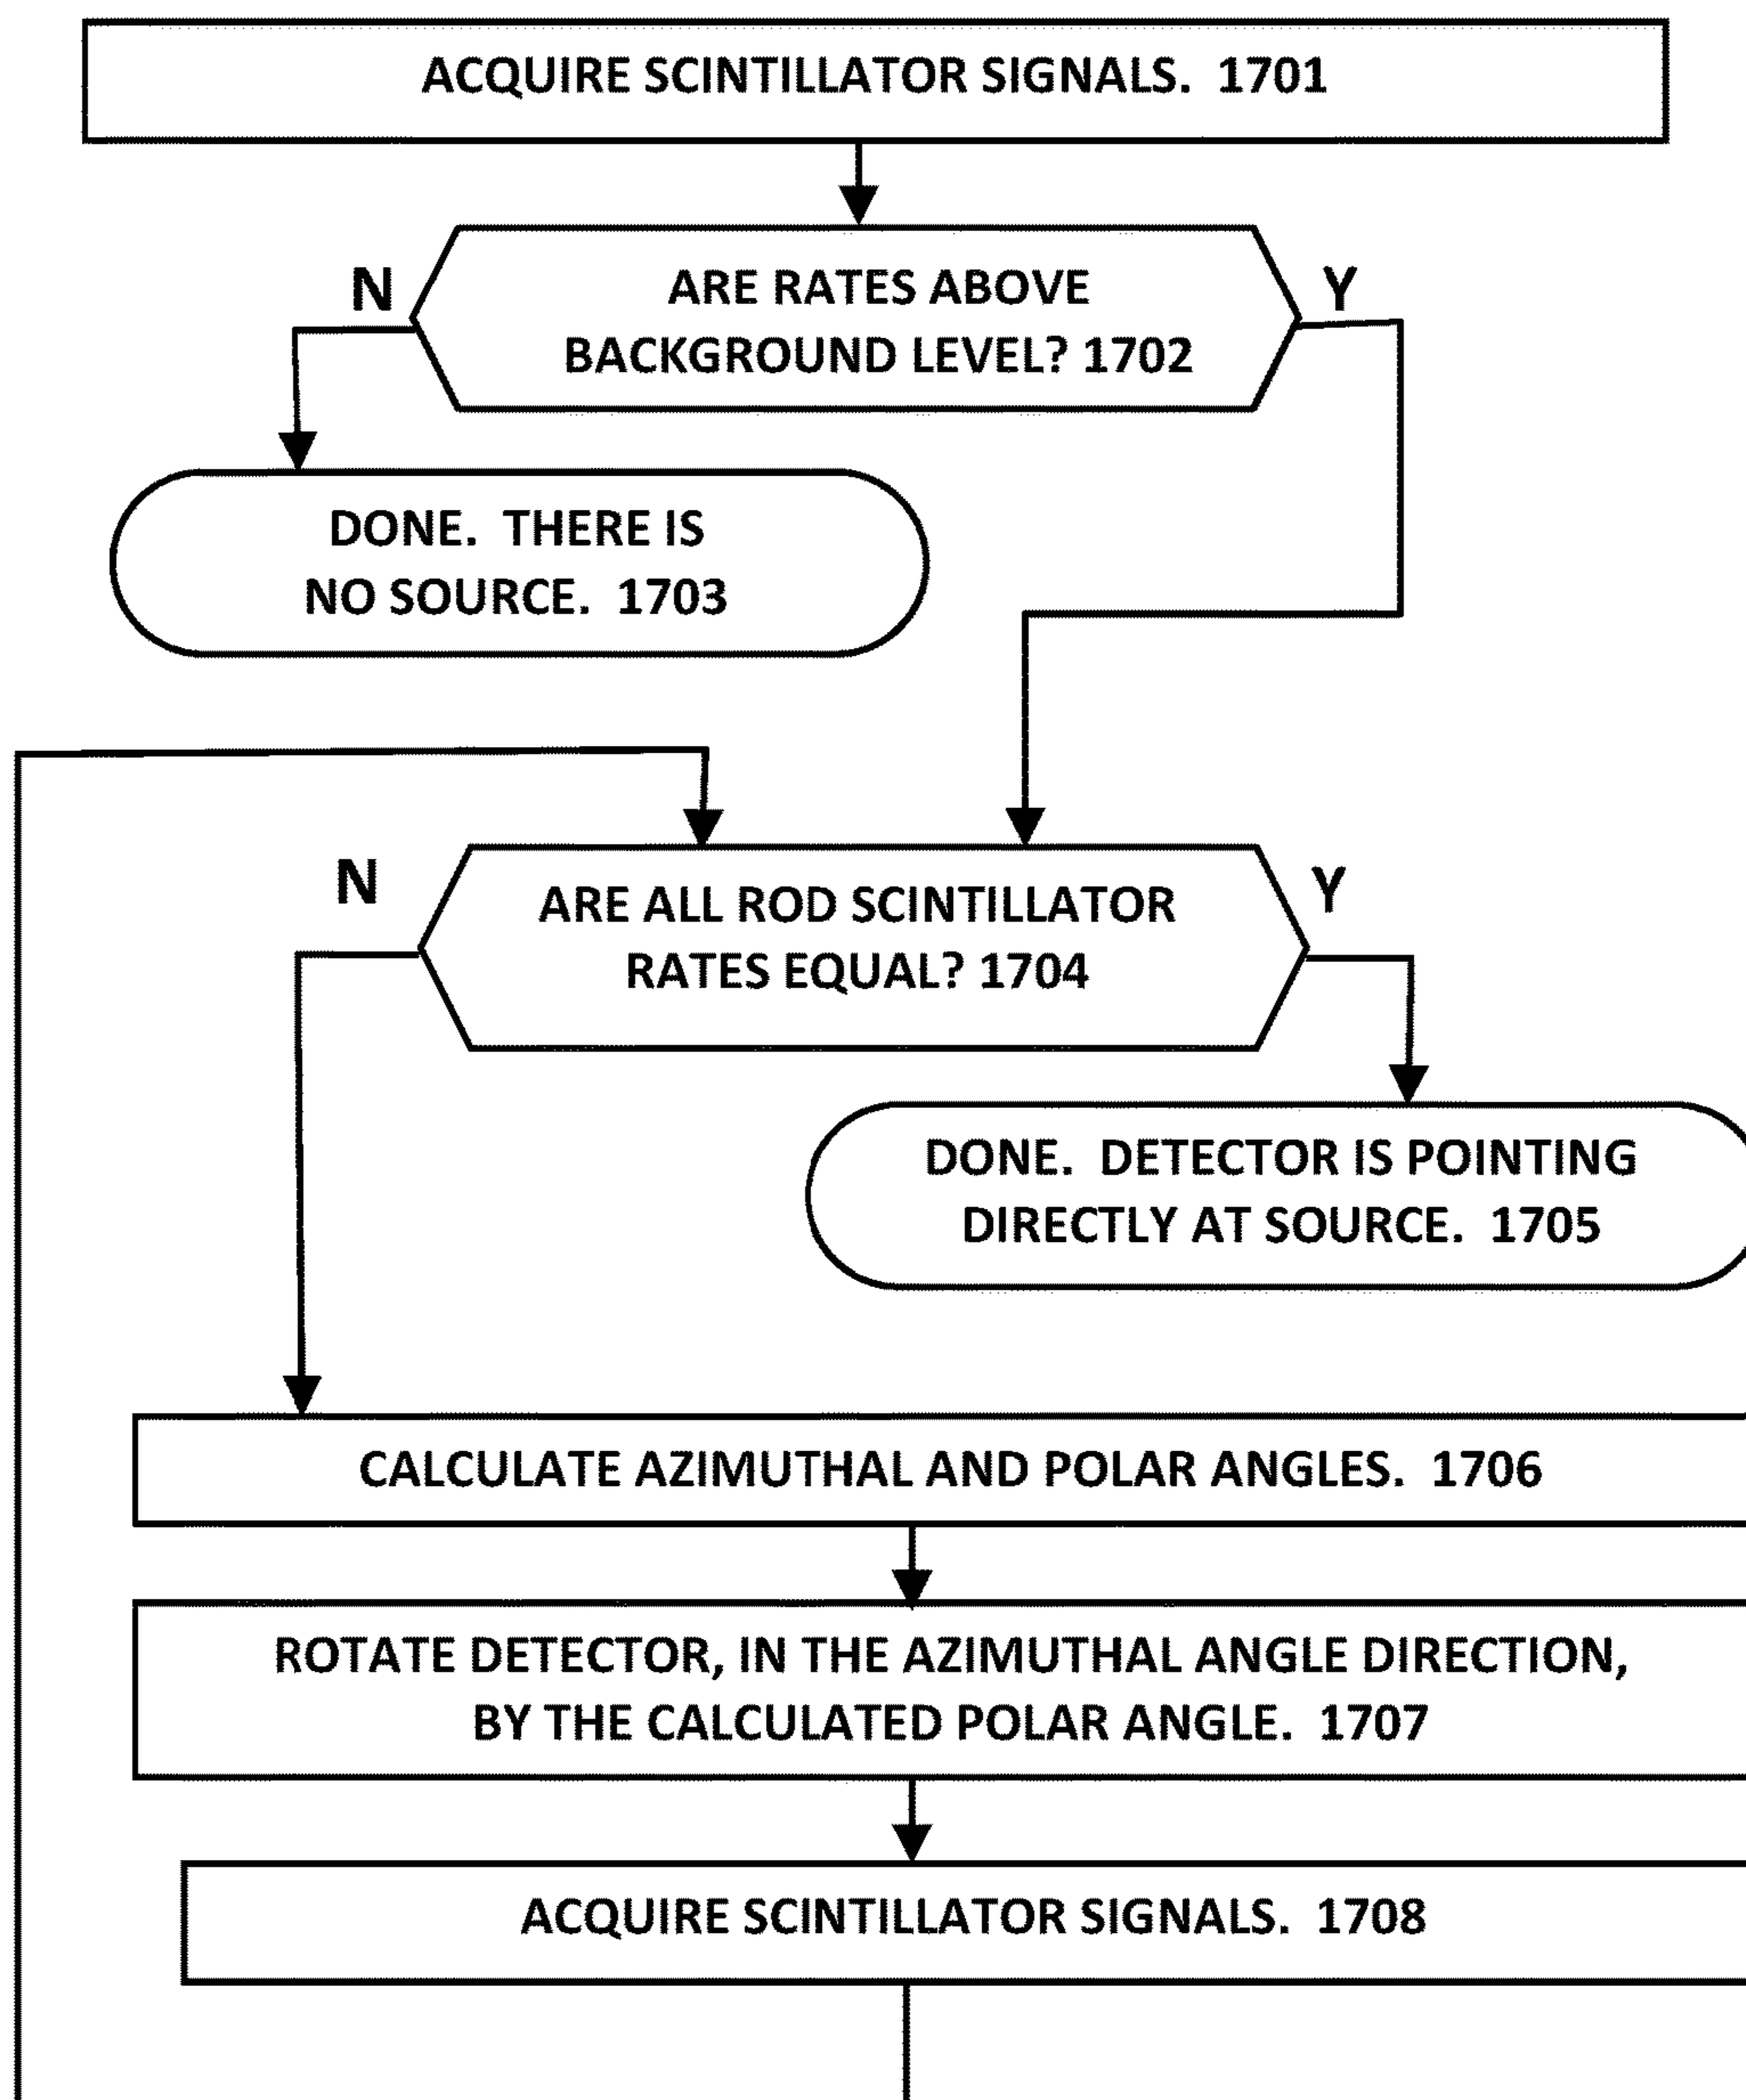 ACQUIRE SCINTILLATOR SIGNALS. 1701
N
Y
ARE RATES ABOVE
BACKGROUND LEVEL? 1702
DONE. THERE IS
NO SOURCE. 1703
N
Y
ARE ALL ROD SCINTILLATOR
RATES EQUAL? 1704
DONE. DETECTOR IS POINTING
DIRECTLY AT SOURCE. 1705
CALCULATE AZIMUTHAL AND POLAR ANGLES. 1706
ROTATE DETECTOR, IN THE AZIMUTHAL ANGLE DIRECTION,
BY THE CALCULATED POLAR ANGLE. 1707
ACQUIRE SCINTILLATOR SIGNALS. 1708